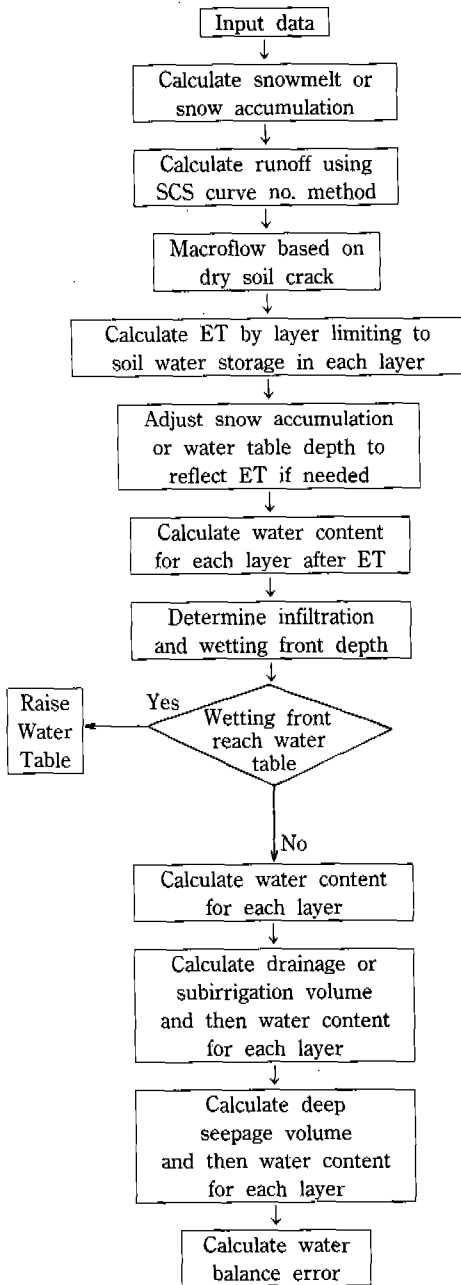 Input data
Calculate snowmelt or
snow accumulation
Calculate runoff using
SCS curve no. method
Macroflow based on
dry soil crack
Calculate ET by layer limiting to
soil water storage in each layer
Adjust snow accumulation
or water table depth to
reflect ET if needed
Calculate water content
for each layer after ET
Determine infiltration
and wetting front depth
Raise
Water
Table
Yes
Wetting front
reach water
table
No
Calculate water content
for each layer
Calculate drainage or
subirrigation volume
and then water content
for each layer
Calculate deep
seepage volume
and then water content
for each layer
Calculate water
balance error